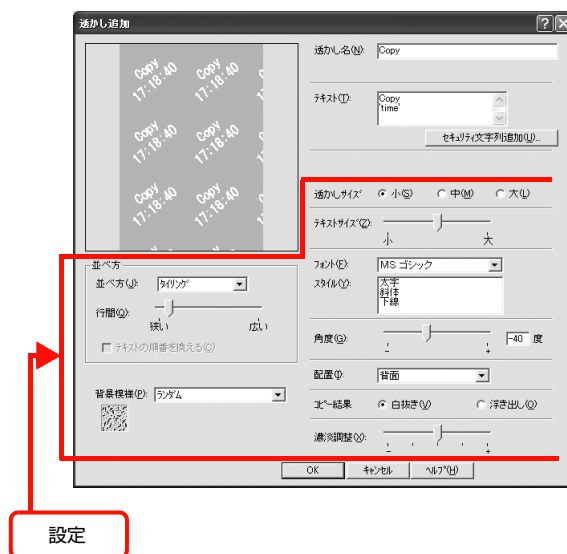 透かし追加
Copy
17:18:40
Copy
17:18:40
Copy
17:18:40
Copy
17:18:40
Copy
17:18:40
Copy
17:18:40
透かし名(N):
Copy
テキスト(T):
Copy
'time'
セキュリティ文字列追加(U)...
透かしサイズ
小(S)
中(M)
大(L)
テキストサイズ(Z):
小
大
フォント(F):
MS ゴシック
スタイル(Y):
太字
斜体
下線
角度(G):
-
+
-40 度
配置(I):
背面
コピー結果
白抜き(V)
浮き出し(O)
濃淡調整(X):
-
+
並べ方
並べ方(J):
タイリング
行間(Q):
狭い
広い
テキストの順番を換える(C)
背景模様(P):
ランダム
OK
キャンセル
ヘルプ(H)
設定